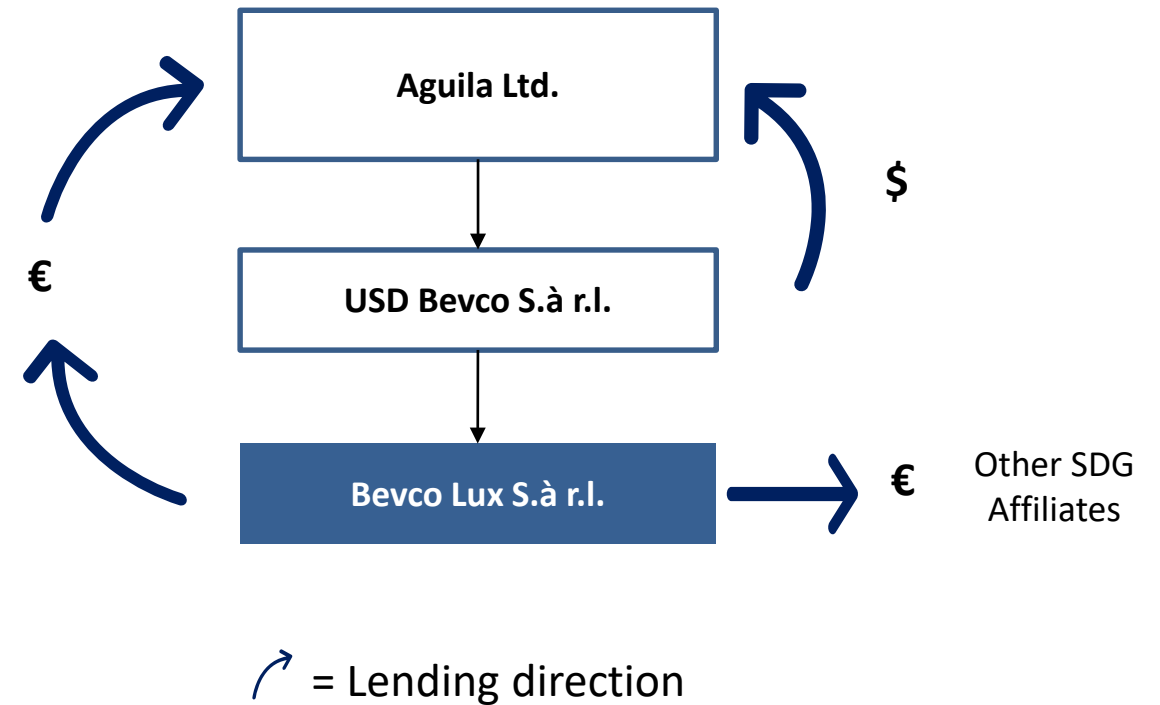 Aguila Ltd.
$
€
USD Bevco S.à r.l.
Bevco Lux S.à r.l.
€
Other SDG
Affiliates
= Lending direction